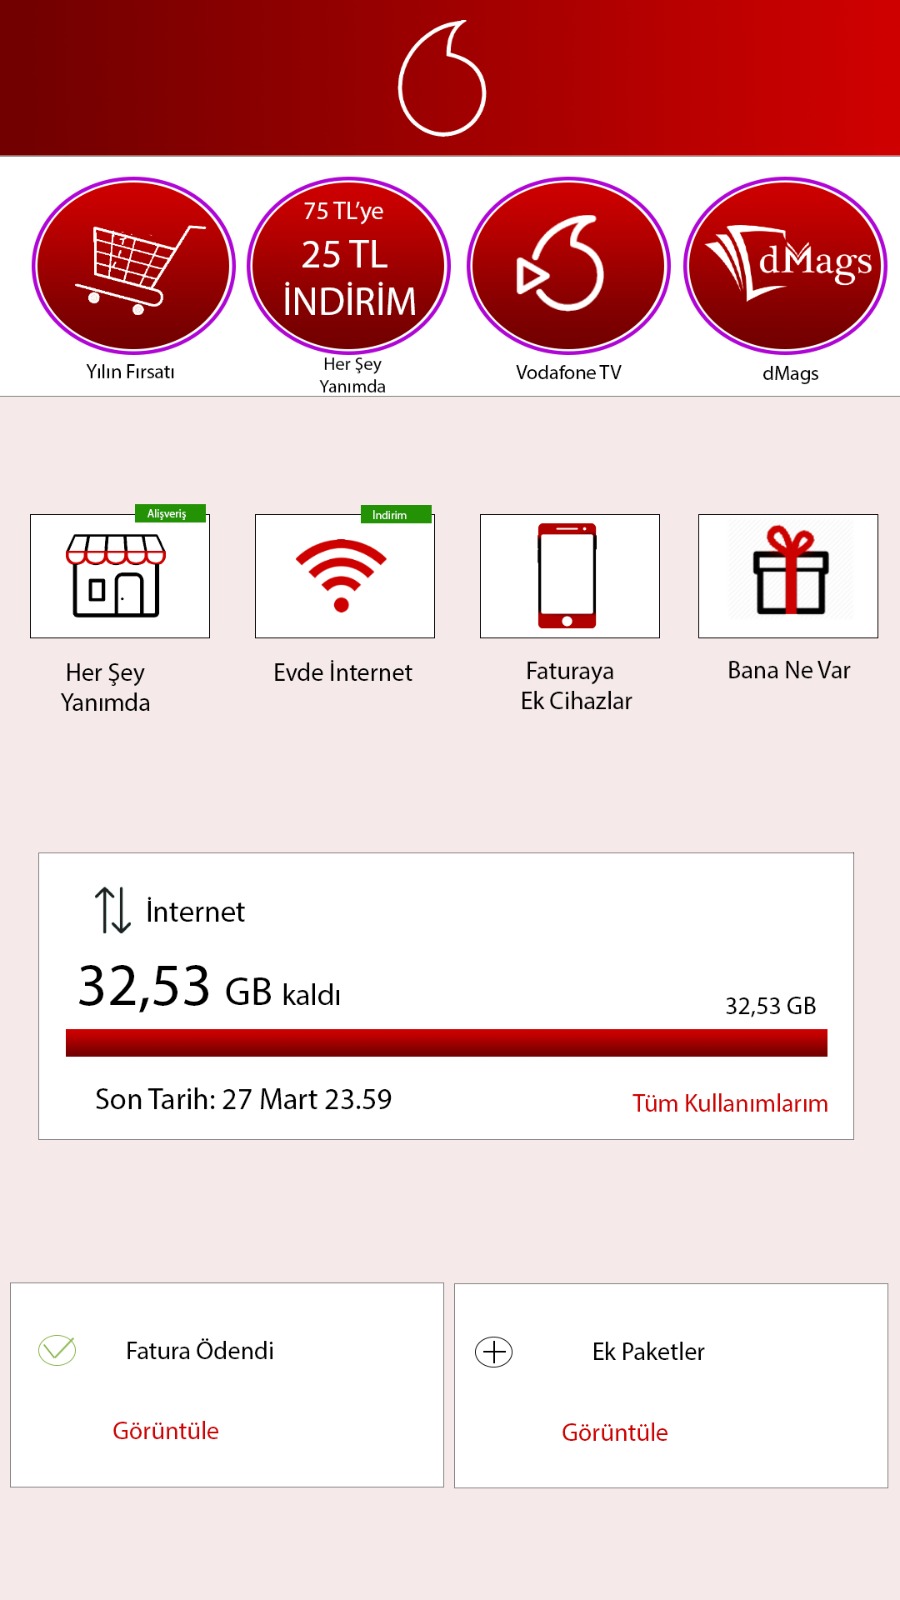 75 TL'ye
25 TL
İNDİRİM
dMags
Yılın Fırsatı
Her Şey
Yanımda
Vodafone TV
dMags
Alişveriş
Indirim
Her Şey
Yanımda
Evde İnternet
Faturaya
Ek Cihazlar
Bana Ne Var
İnternet
32,53 GB kaldı
32,53 GB
Son Tarih: 27 Mart 23.59
Tüm Kullanımlarım
Fatura Ödendi
Görüntüle
Ek Paketler
Görüntüle